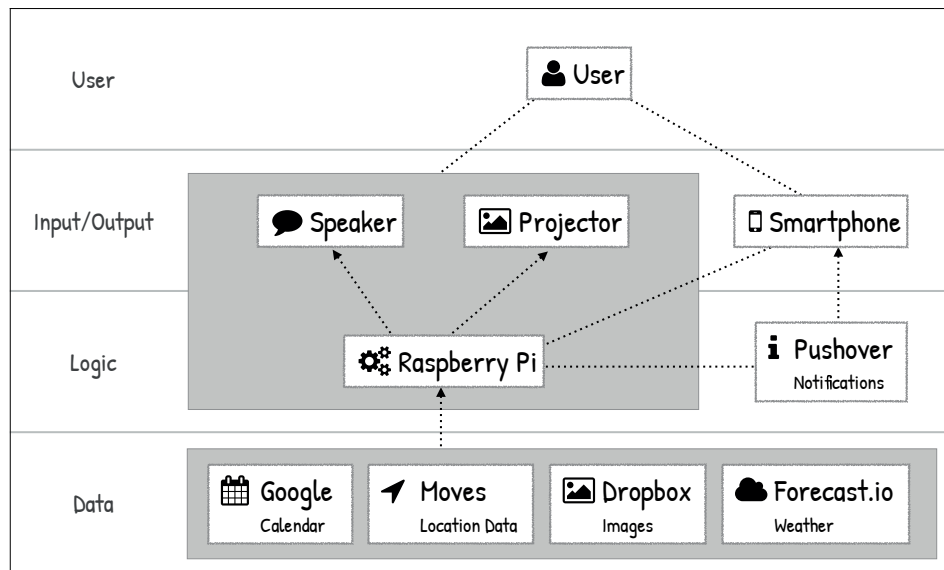 User
User
Input/Output
Speaker
Projector
Smartphone
Logic
Raspberry Pi
Pushover
Notifications
Data
Google
Calendar
Moves
Location Data
Dropbox
Images
Forecast.io
Weather